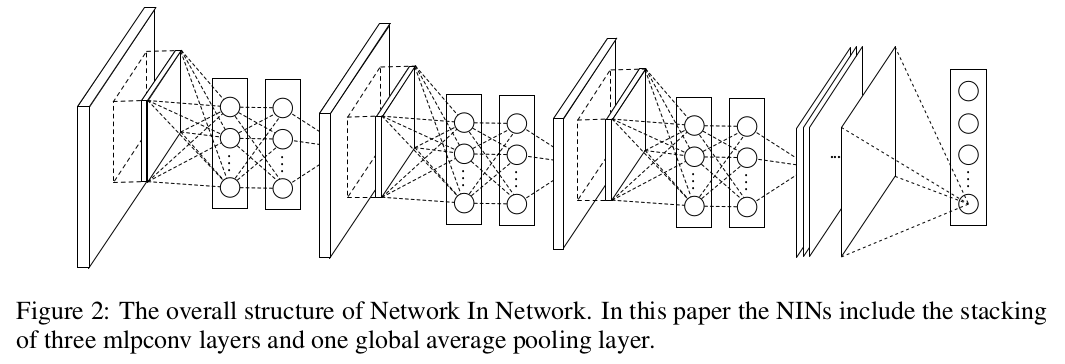 Figure 2: The overall structure of Network In Network. In this paper the NINs include the stacking
of three mlpconv layers and one global average pooling layer.